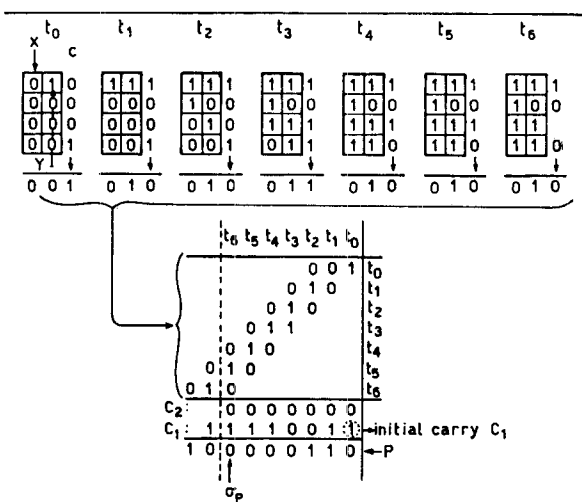 t0 t1 t2 t3 t4 t5 t6
X C
0 1 0 1 1 1 1 1 1 1 1 1 1 1 1 1 1 1 1 1 1
0 0 0 0 0 0 1 0 0 1 0 0 1 0 0 1 0 0 1 0 0
0 0 0 0 0 0 0 1 0 1 1 1 1 1 0 1 1 0 1 1
0 0 1 0 0 1 0 0 1 0 1 1 1 1 1 1 1 1 1 1 0
Y
0 0 1 0 1 0 0 1 0 0 1 1 0 1 0 0 1 0 0 1 0
t6 t5 t4 t3 t2 t1 t0
0 0 1 t0
0 1 0 t1
0 1 0 t2
0 1 1 t3
0 1 0 t4
0 1 0 t5
0 1 0 t6
C2: 0 0 0 0 0 0 0
C1: 1 1 1 1 0 0 1 1 initial carry C1
1 0 0 0 0 0 1 1 0 P
σP